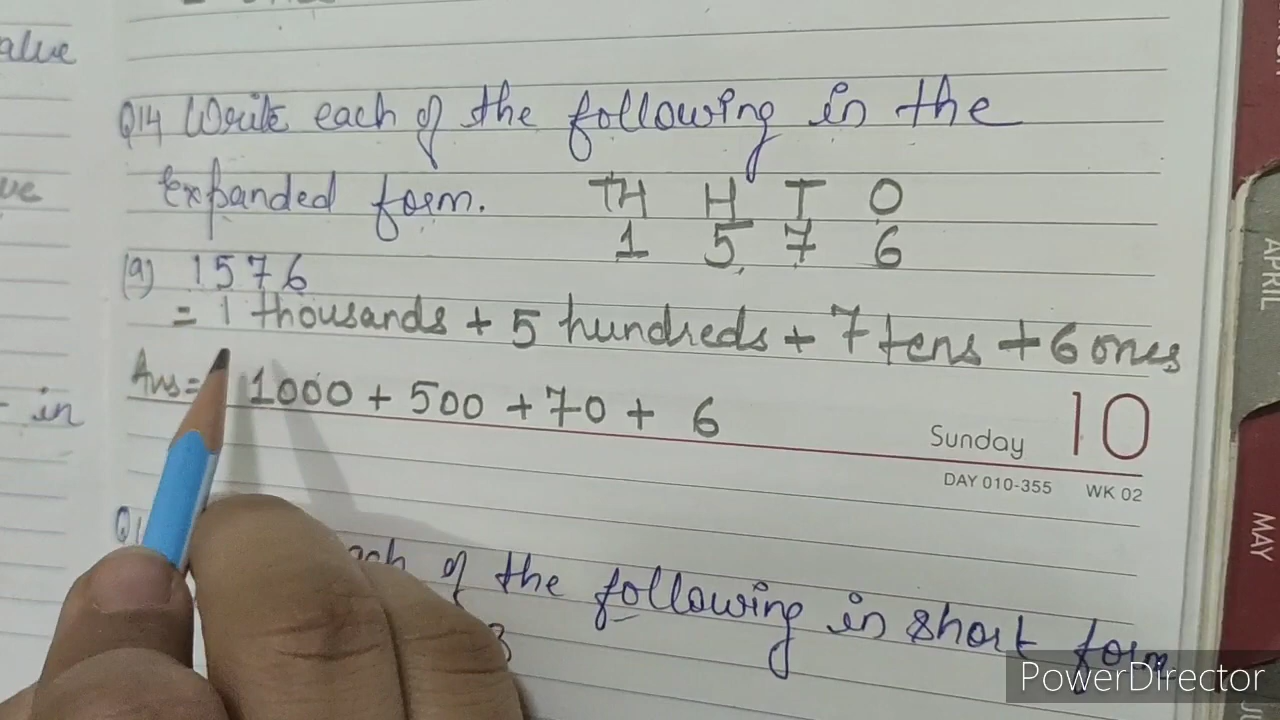 alue
Q14 Write each of the following in the
ue
expanded form. TH H T O
1 5 7 6
(a) 1576
= 1 thousands + 5 hundreds + 7 tens + 6 ones
in
Ans = 1000 + 500 + 70 + 6
Sunday 10
DAY 010-355 WK 02
of the following in short form
APRIL
MAY
PowerDirector